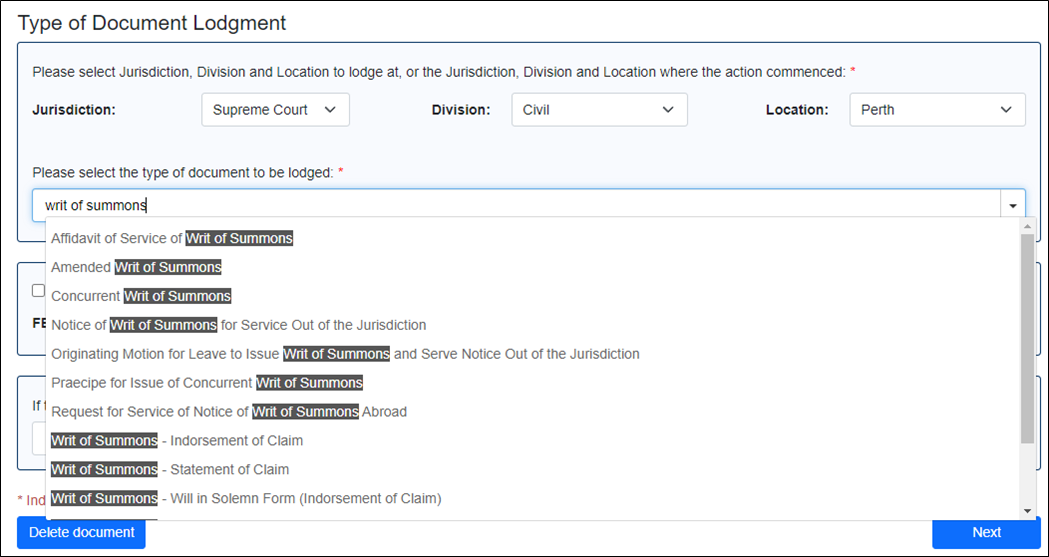 Type of Document Lodgment
Please select Jurisdiction, Division and Location to lodge at, or the Jurisdiction, Division and Location where the action commenced: *
Jurisdiction: Supreme Court Division: Civil Location: Perth
Please select the type of document to be lodged: *
writ of summons
Affidavit of Service of Writ of Summons
Amended Writ of Summons
Concurrent Writ of Summons
Notice of Writ of Summons for Service Out of the Jurisdiction
Originating Motion for Leave to Issue Writ of Summons and Serve Notice Out of the Jurisdiction
Praecipe for Issue of Concurrent Writ of Summons
Request for Service of Notice of Writ of Summons Abroad
Writ of Summons - Indorsement of Claim
Writ of Summons - Statement of Claim
Writ of Summons - Will in Solemn Form (Indorsement of Claim)
Delete document Next